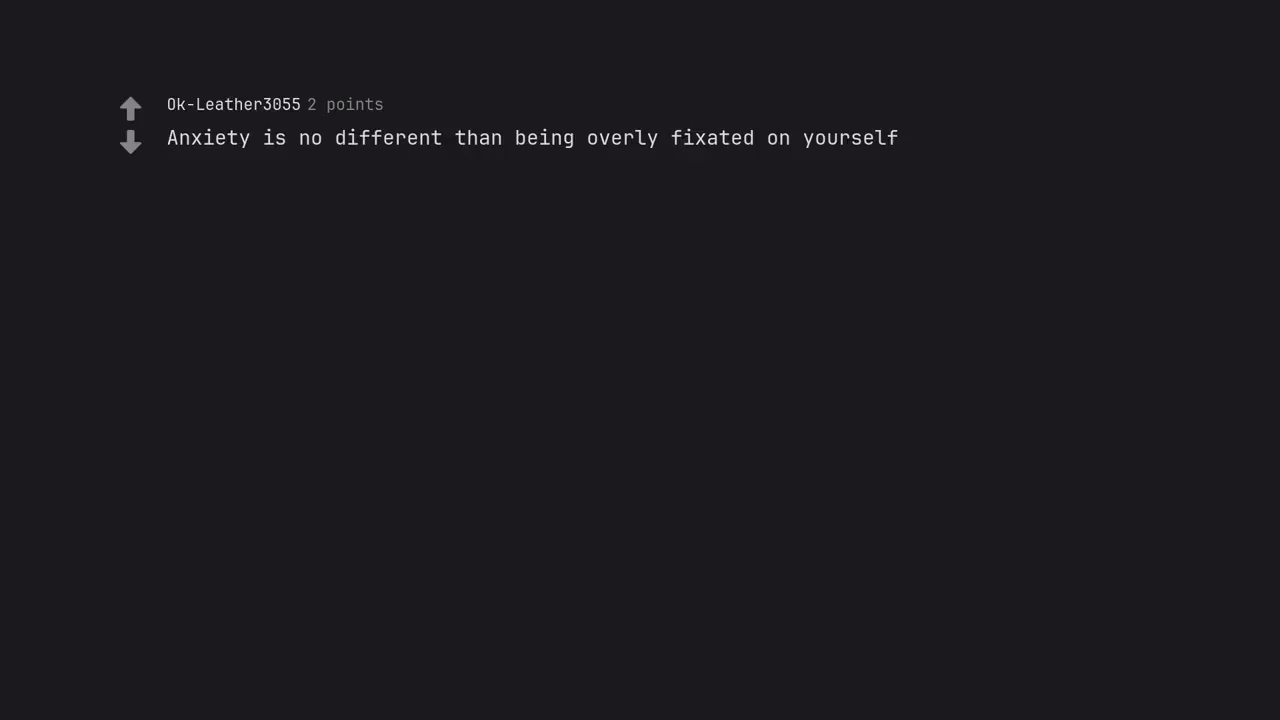 Ok-Leather3055 2 points
Anxiety is no different than being overly fixated on yourself